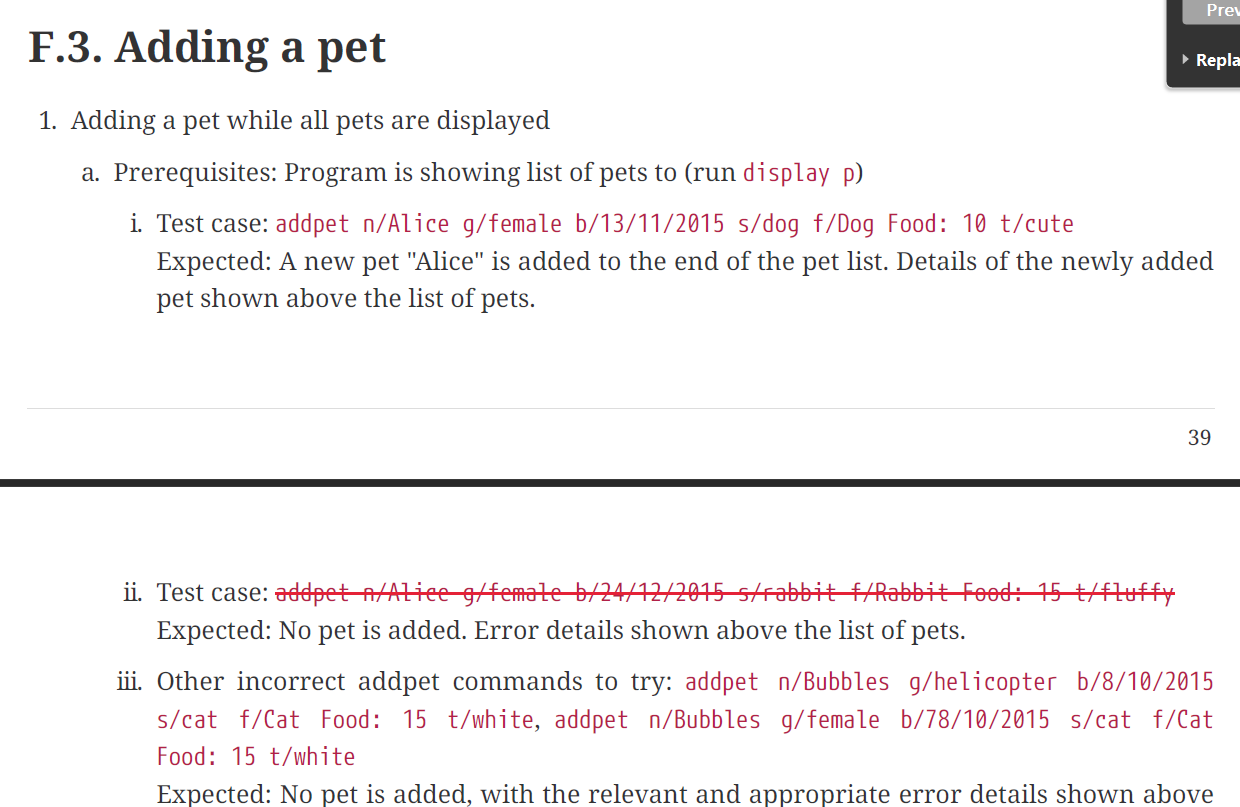 Prev
Repla
F.3. Adding a pet
1. Adding a pet while all pets are displayed
a. Prerequisites: Program is showing list of pets to (run display p)
i. Test case: addpet n/Alice g/female b/13/11/2015 s/dog f/Dog Food: 10 t/cute
Expected: A new pet "Alice" is added to the end of the pet list. Details of the newly added
pet shown above the list of pets.
39
ii. Test case: addpet n/Alice g/female b/24/12/2015 s/rabbit f/Rabbit Food: 15 t/fluffy
Expected: No pet is added. Error details shown above the list of pets.
iii. Other incorrect addpet commands to try: addpet n/Bubbles g/helicopter b/8/10/2015
s/cat f/Cat Food: 15 t/white, addpet n/Bubbles g/female b/78/10/2015 s/cat f/Cat
Food: 15 t/white
Expected: No pet is added, with the relevant and appropriate error details shown above